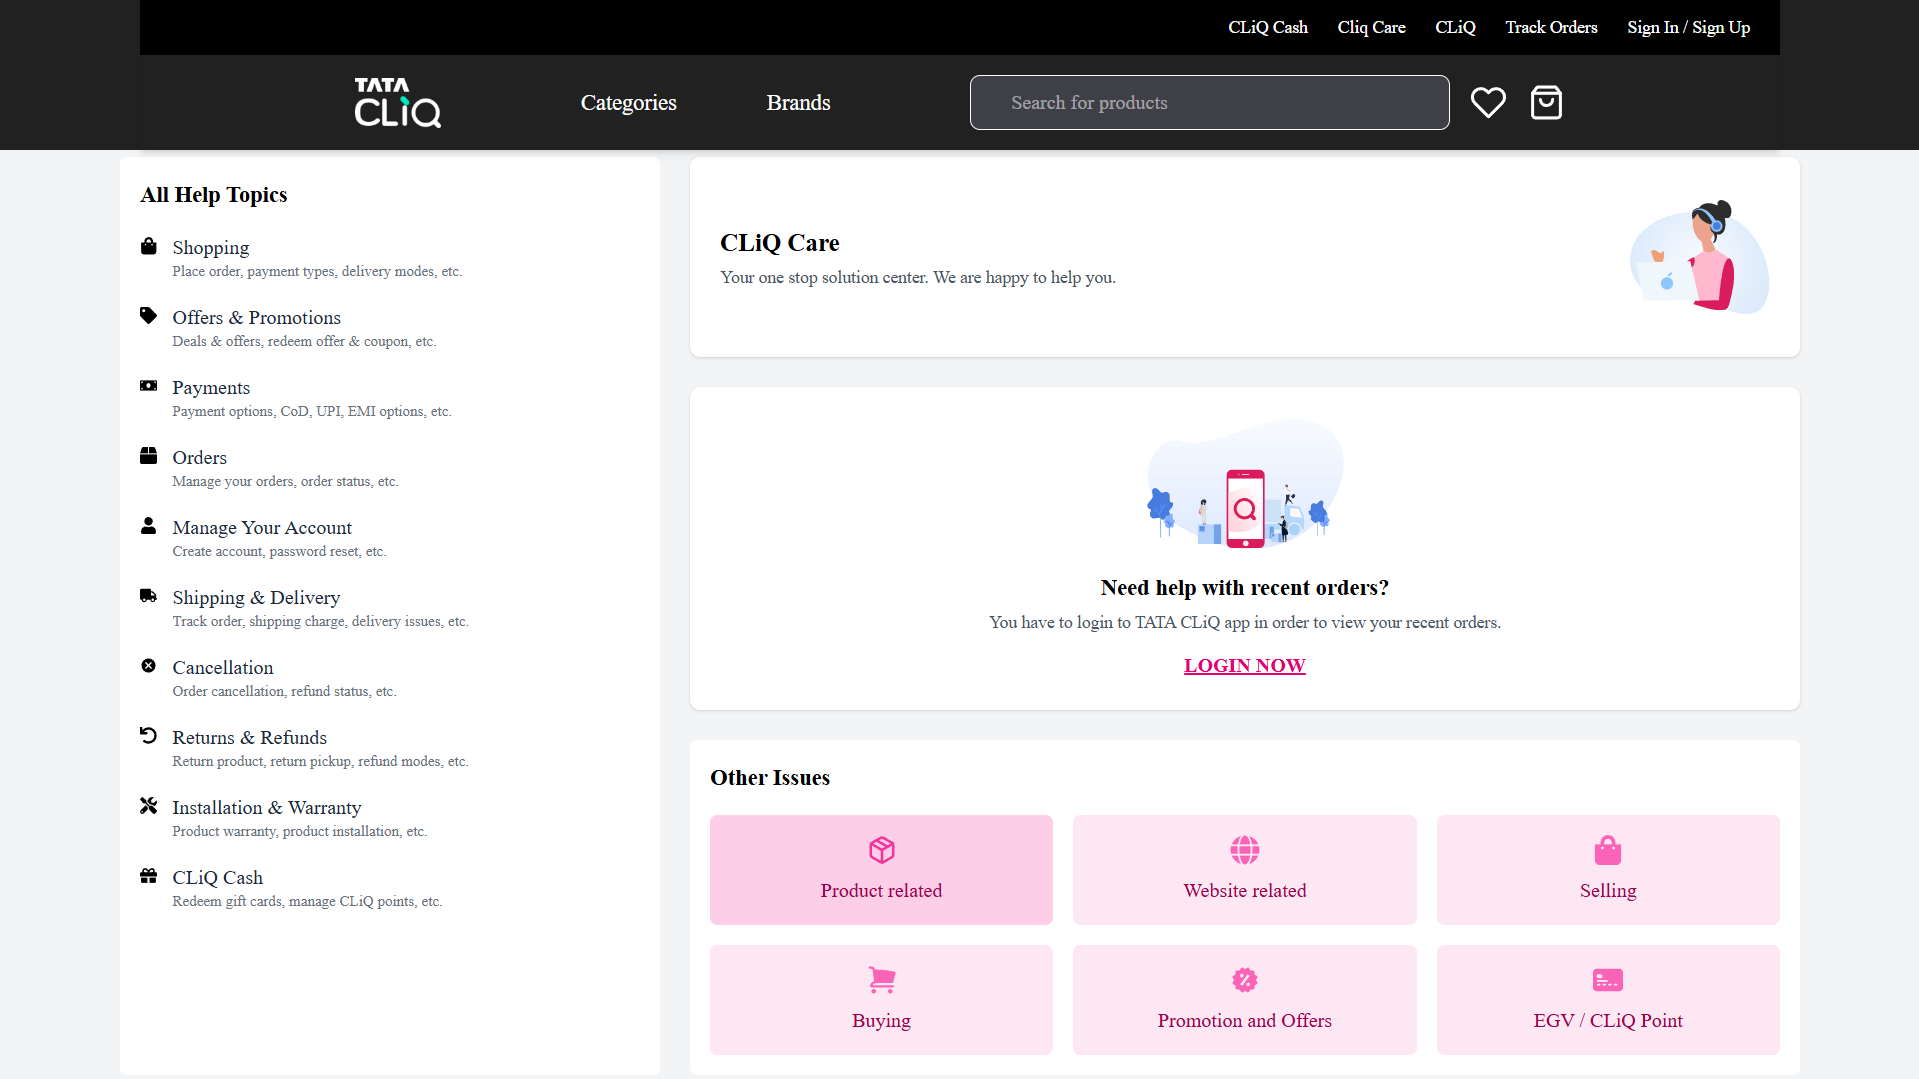 CLiQ Cash Cliq Care CLiQ Track Orders Sign In / Sign Up
TATA
CLiQ
Categories Brands Search for products
All Help Topics
Shopping
Place order, payment types, delivery modes, etc.
Offers & Promotions
Deals & offers, redeem offer & coupon, etc.
Payments
Payment options, CoD, UPI, EMI options, etc.
Orders
Manage your orders, order status, etc.
Manage Your Account
Create account, password reset, etc.
Shipping & Delivery
Track order, shipping charge, delivery issues, etc.
Cancellation
Order cancellation, refund status, etc.
Returns & Refunds
Return product, return pickup, refund modes, etc.
Installation & Warranty
Product warranty, product installation, etc.
CLiQ Cash
Redeem gift cards, manage CLiQ points, etc.
CLiQ Care
Your one stop solution center. We are happy to help you.
Need help with recent orders?
You have to login to TATA CLiQ app in order to view your recent orders.
LOGIN NOW
Other Issues
Product related
Website related
Selling
Buying
Promotion and Offers
EGV / CLiQ Point